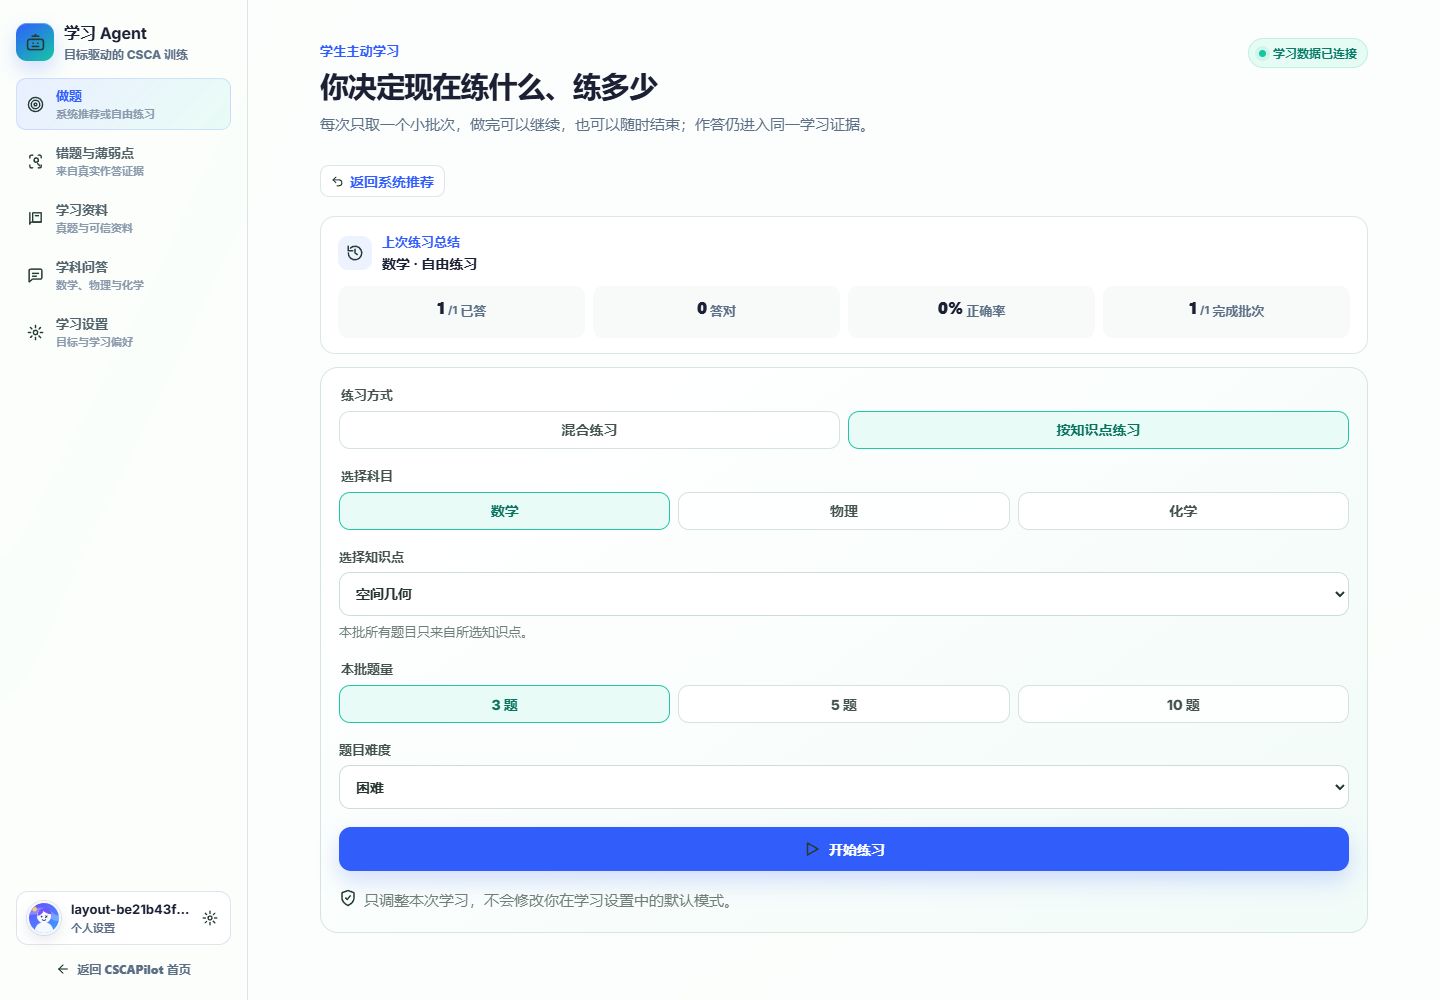 学习 Agent
目标驱动的 CSCA 训练
做题
系统推荐或自由练习
错题与薄弱点
来自真实作答证据
学习资料
真题与可信资料
学科问答
数学、物理与化学
学习设置
目标与学习偏好
layout-be21b43f...
个人设置
返回 CSCAPilot 首页
学生主动学习
学习数据已连接
你决定现在练什么、练多少
每次只取一个小批次，做完可以继续，也可以随时结束；作答仍进入同一学习证据。
返回系统推荐
上次练习总结
数学 · 自由练习
1 /1 已答
0 答对
0% 正确率
1 /1 完成批次
练习方式
混合练习
按知识点练习
选择科目
数学
物理
化学
选择知识点
空间几何
本批所有题目只来自所选知识点。
本批题量
3 题
5 题
10 题
题目难度
困难
开始练习
只调整本次学习，不会修改你在学习设置中的默认模式。